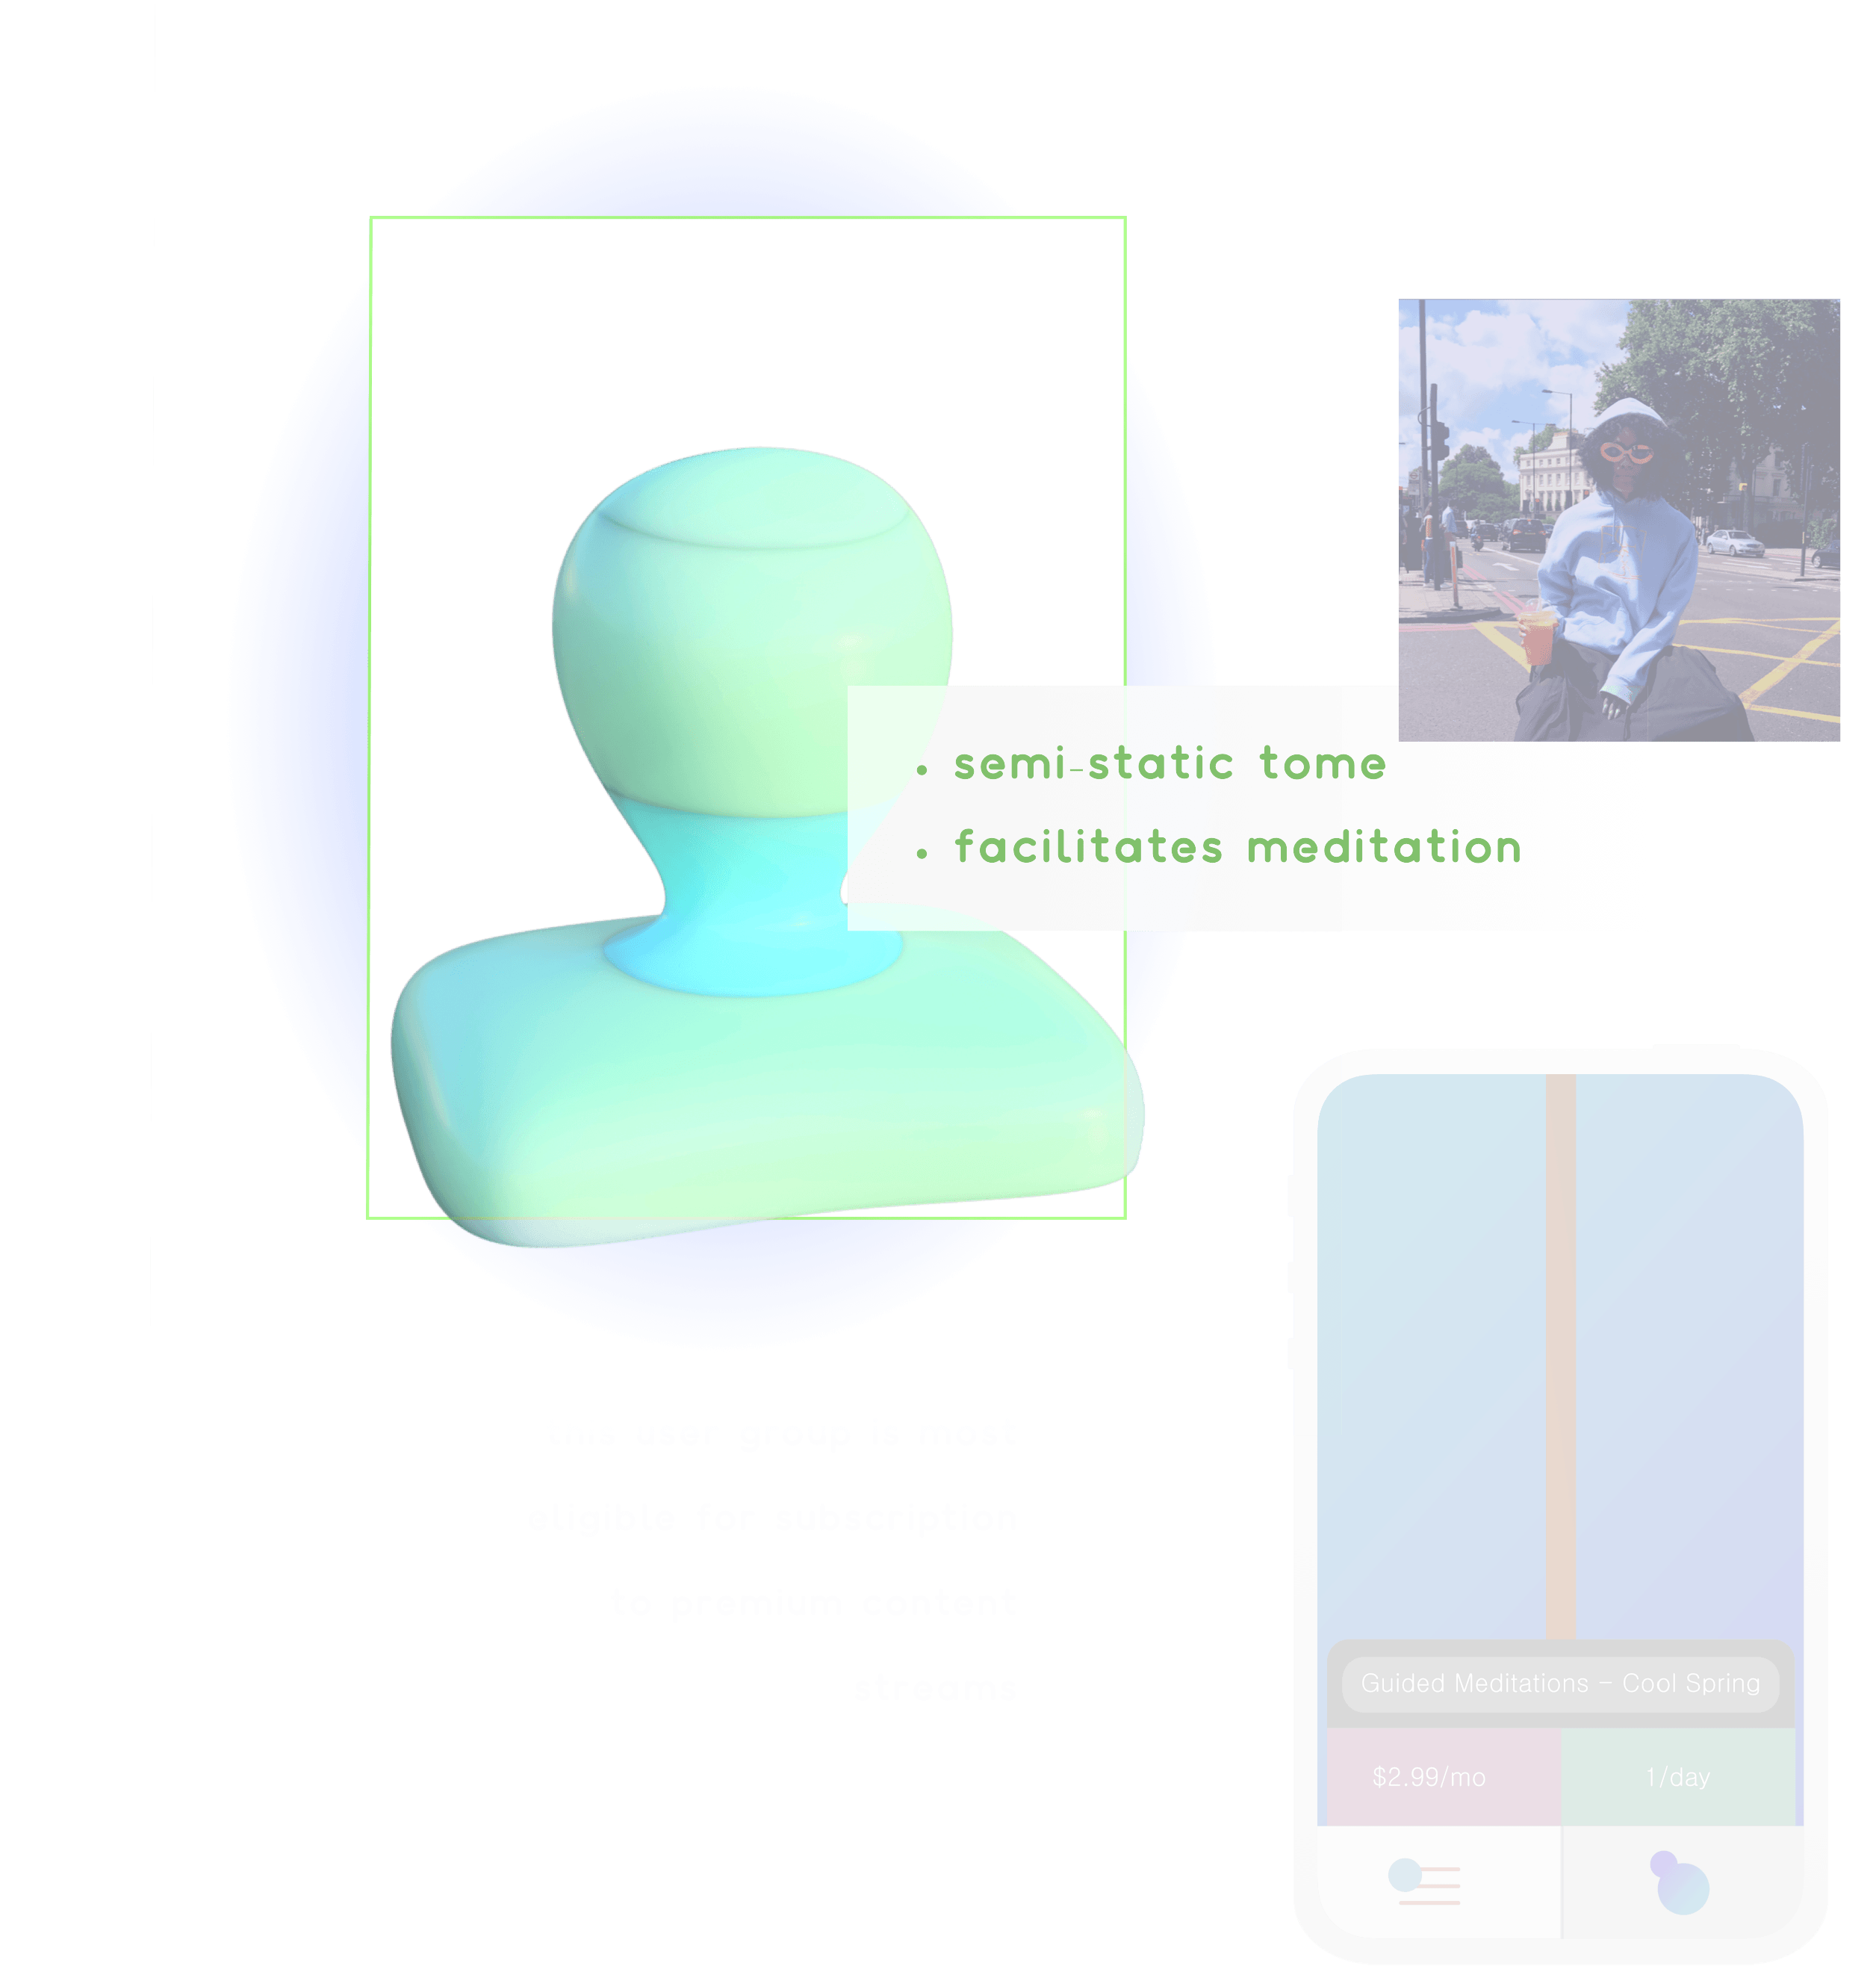 • semi-static tome
• facilitates meditation
this user group is most
eligible for subscription
to premium content
streams
Guided Meditations – Cool Spring
$2.99/mo
1/day